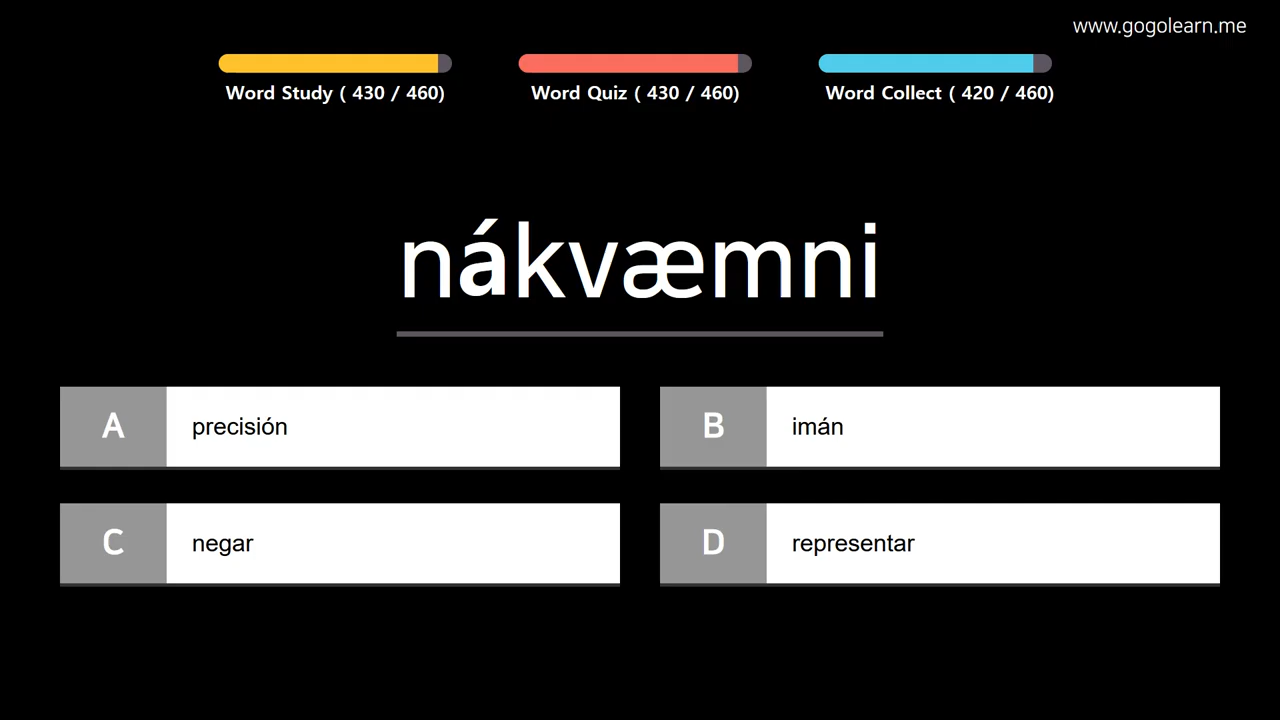 www.gogolearn.me
Word Study ( 430 / 460)
Word Quiz ( 430 / 460)
Word Collect ( 420 / 460)
nákvæmni
A precisión
B imán
C negar
D representar